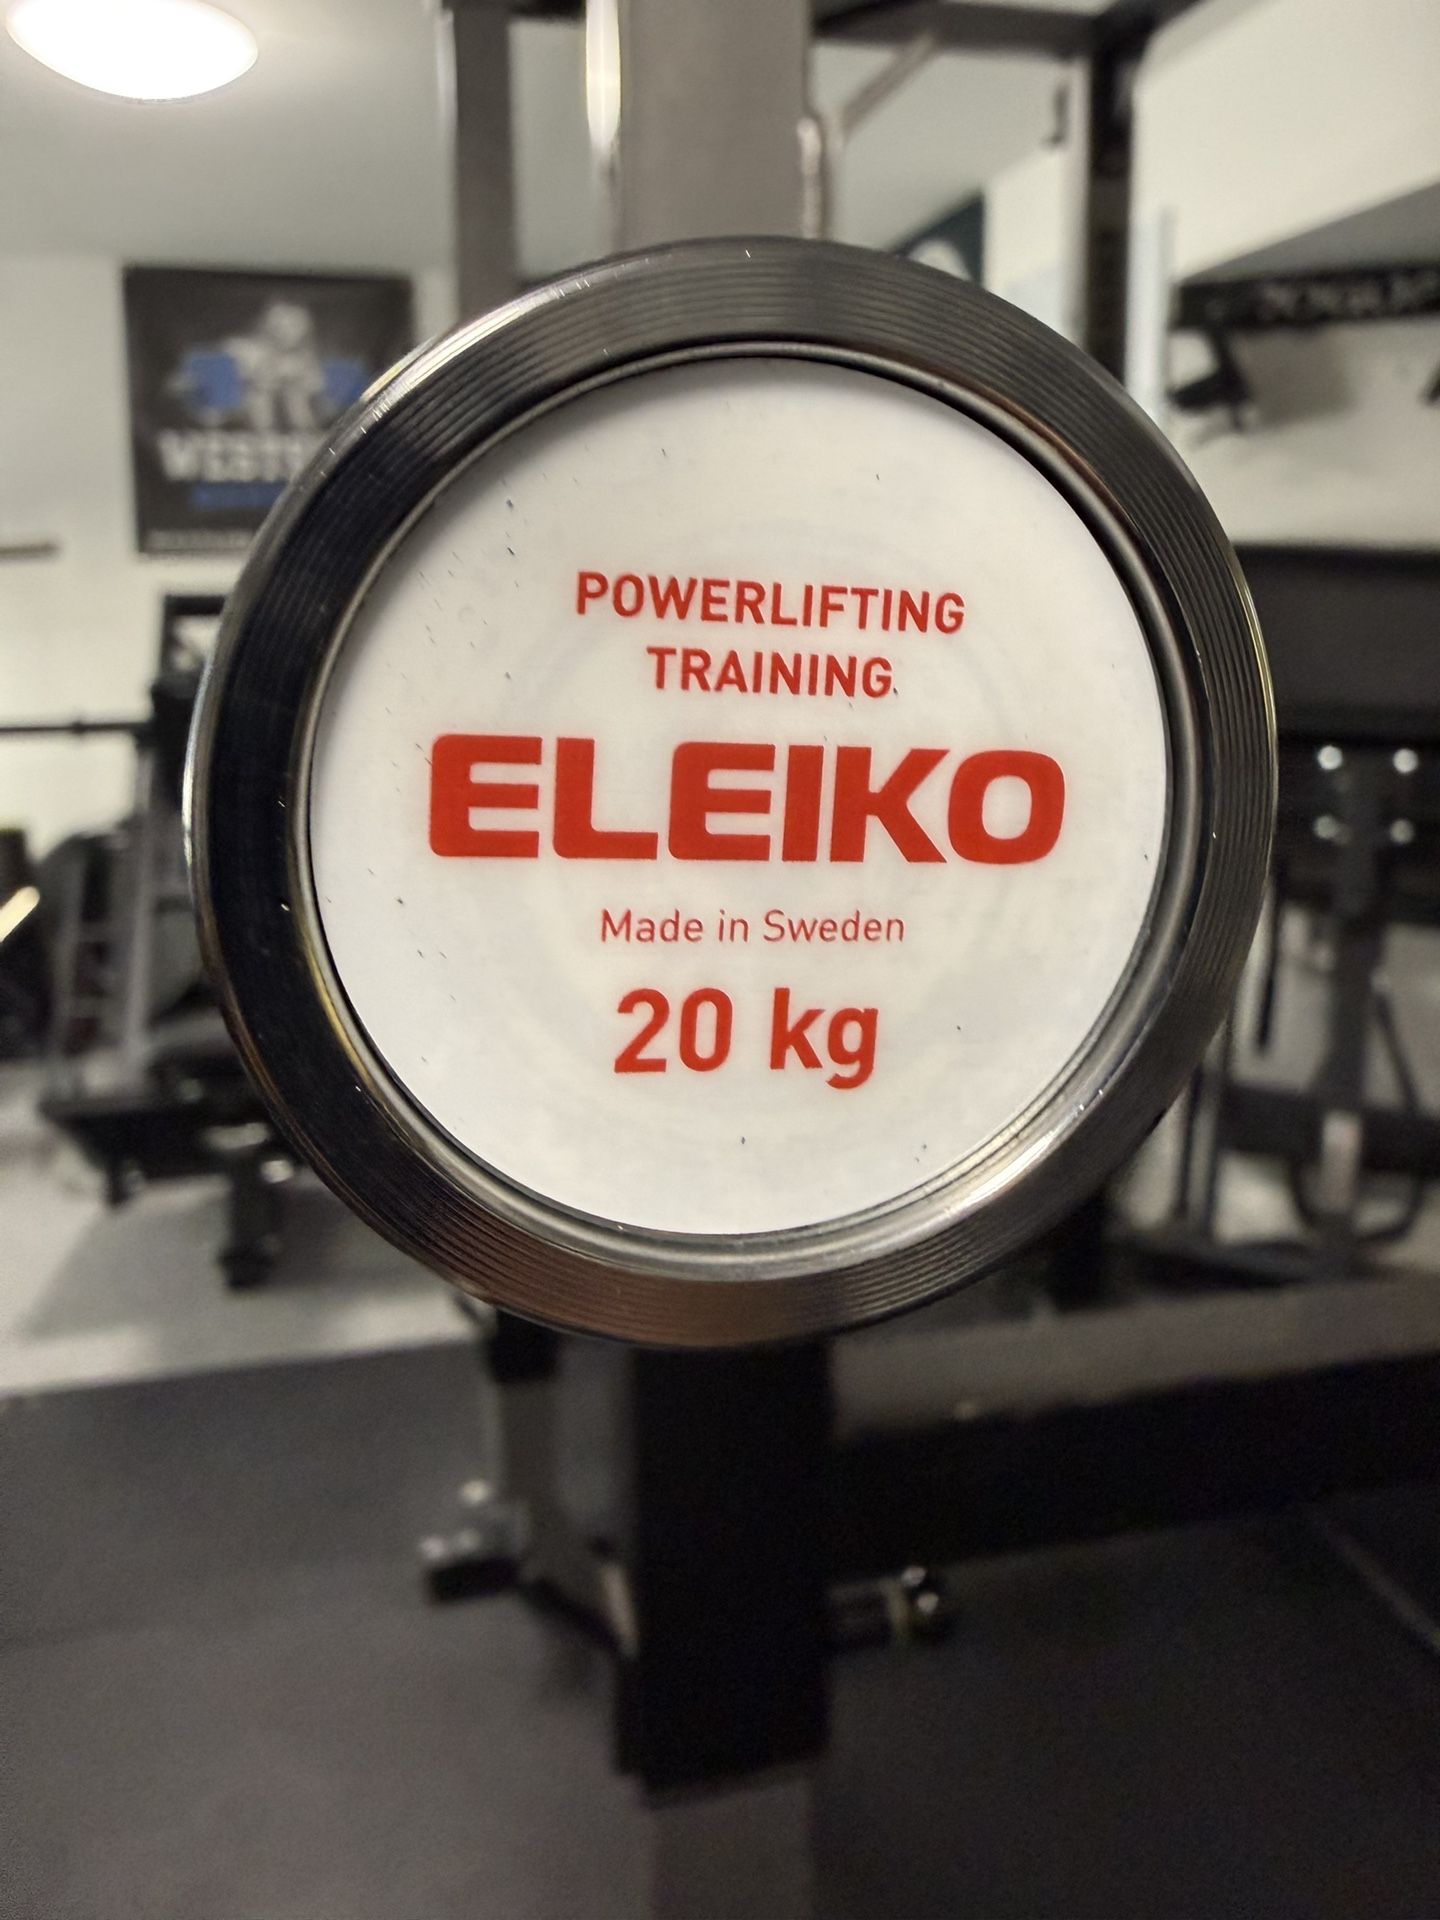 POWERLIFTING
TRAINING
ELEIKO
Made in Sweden
20 kg